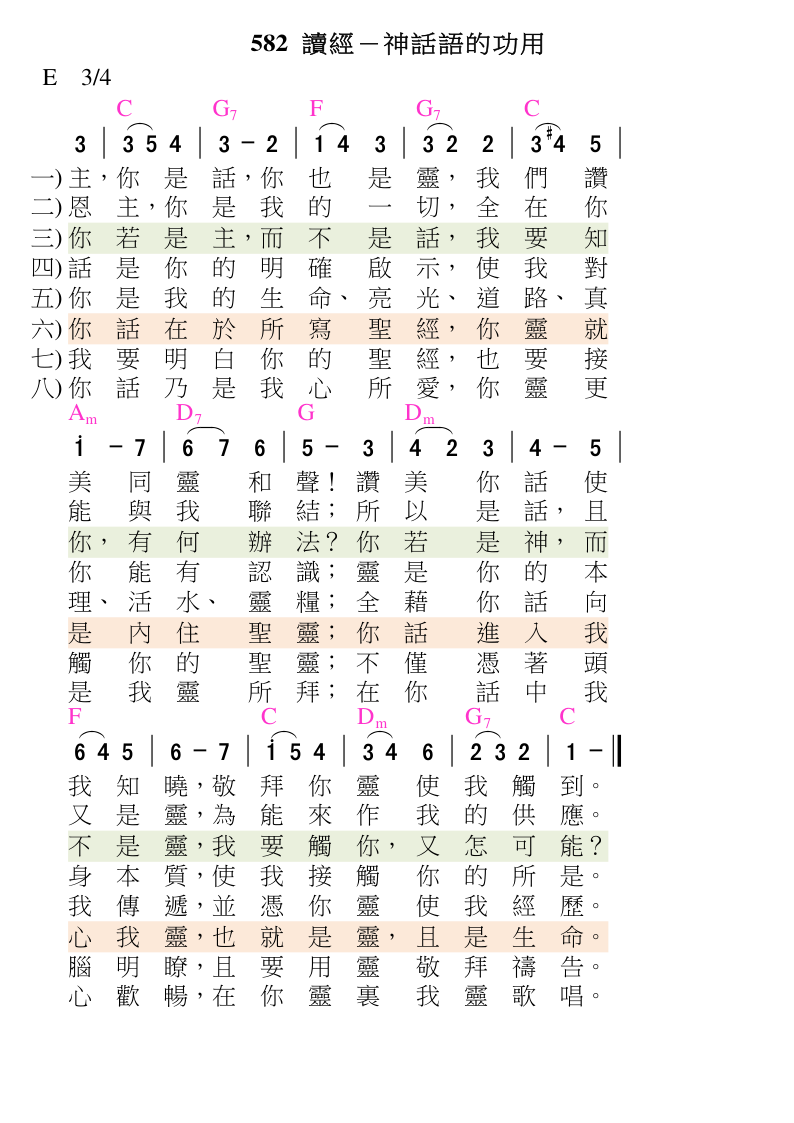 582 讀經－神話語的功用
E 3/4
C G7 F G7 C
3 | 3 5 4 | 3 － 2 | 1 4 3 | 3 2 2 | 3 #4 5 |
一) 主，你是話，你也是靈，我們讚
二) 恩主，你是我的一切，全在你
三) 你若是主，而不是話，我要知
四) 話是你的明確啟示，使我對
五) 你是我的生命、亮光、道路、真
六) 你話在於所寫聖經，你靈就
七) 我要明白你的聖經，也要接
八) 你話乃是我心所愛，你靈更
Am D7 G Dm
i － 7 | 6 7 6 | 5 － 3 | 4 2 3 | 4 － 5 |
美同靈和聲！讚美你話使
能與我聯結；所以是話，且
你，有何辦法？你若是神，而
你能有認識；靈是你的本
理、活水、靈糧；全藉你話向
是內住聖靈；你話進入我
觸你的聖靈；不僅憑著頭
是我靈所拜；在你話中我
F C Dm G7 C
6 4 5 | 6 － 7 | i 5 4 | 3 4 6 | 2 3 2 | 1 － ‖
我知曉，敬拜你靈使我觸到。
又是靈，為能來作我的供應。
不是靈，我要觸你，又怎可能？
身本質，使我接觸你的所是。
我傳遞，並憑你靈使我經歷。
心我靈，也就是靈，且是生命。
腦明瞭，且要用靈敬拜禱告。
心歡暢，在你靈裏我靈歌唱。